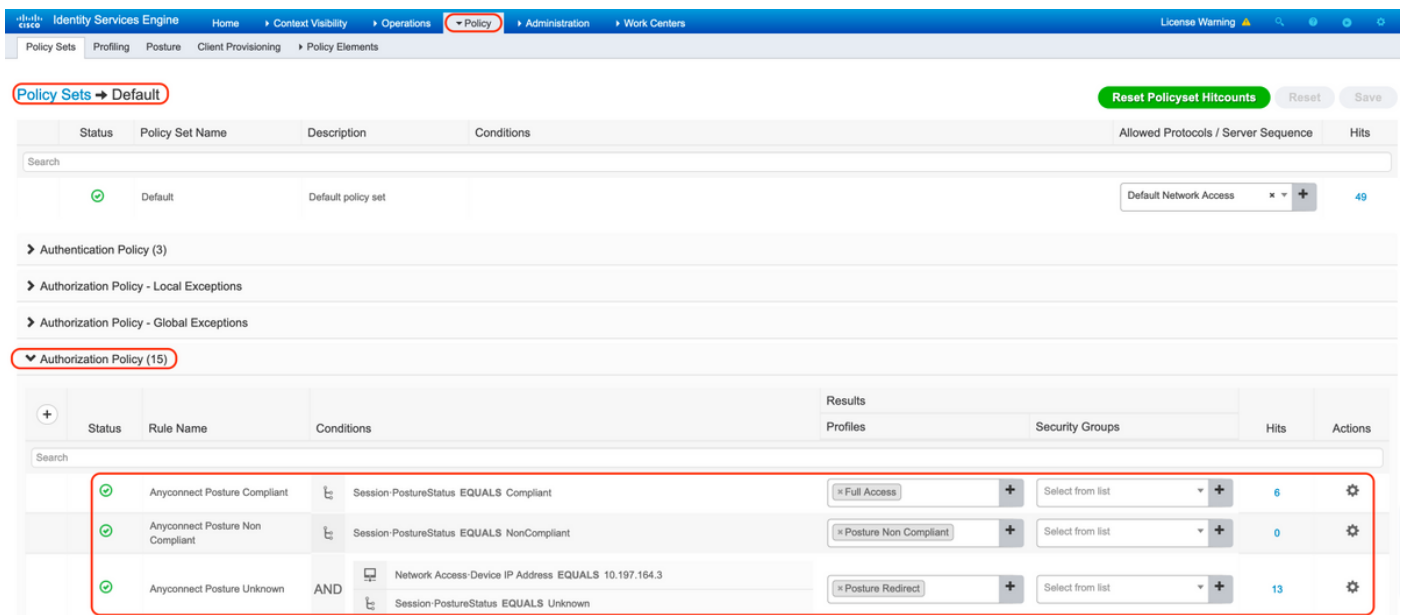 cisco Identity Services Engine Home Context Visibility Operations Policy Administration Work Centers License Warning
Policy Sets Profiling Posture Client Provisioning Policy Elements
Policy Sets → Default Reset Policyset Hitcounts Reset Save
Status Policy Set Name Description Conditions Allowed Protocols / Server Sequence Hits
Search
Default Default policy set Default Network Access × + 49
Authentication Policy (3)
Authorization Policy - Local Exceptions
Authorization Policy - Global Exceptions
Authorization Policy (15)
Results
+ Status Rule Name Conditions Profiles Security Groups Hits Actions
Search
Anyconnect Posture Compliant Session·PostureStatus EQUALS Compliant × Full Access + Select from list + 6
Anyconnect Posture Non
Compliant Session·PostureStatus EQUALS NonCompliant × Posture Non Compliant + Select from list + 0
Network Access·Device IP Address EQUALS 10.197.164.3
Anyconnect Posture Unknown AND × Posture Redirect + Select from list + 13
Session·PostureStatus EQUALS Unknown